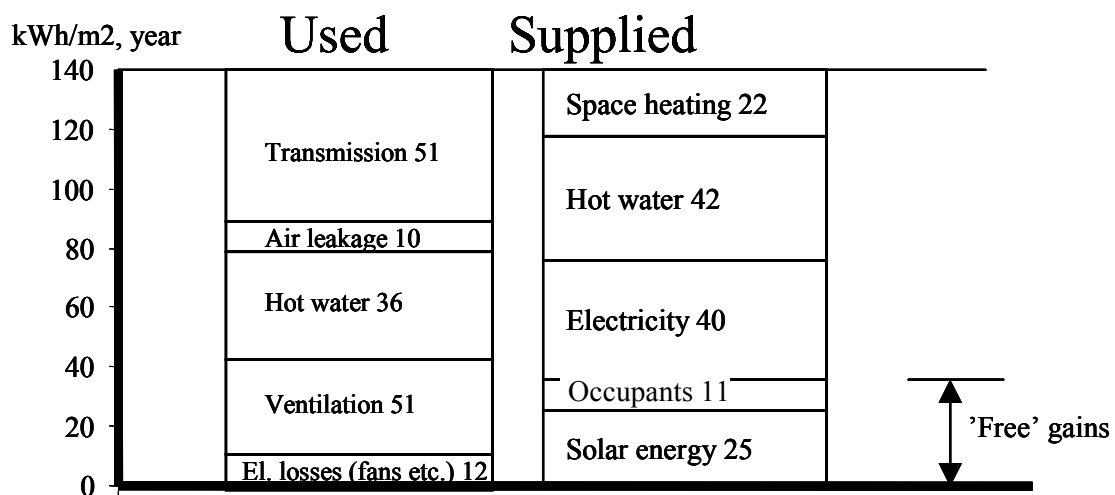 kWh/m2, year
Used
Supplied
140
120
100
80
60
40
20
0
Transmission 51
Air leakage 10
Hot water 36
Ventilation 51
El. losses (fans etc.) 12
Space heating 22
Hot water 42
Electricity 40
Occupants 11
Solar energy 25
’Free’ gains